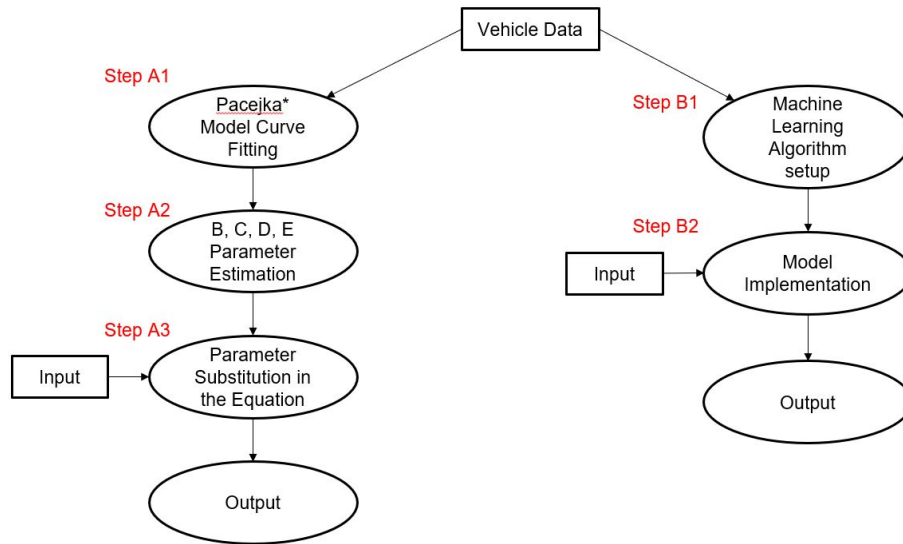 Vehicle Data
Step A1
Pacejka*
Model Curve
Fitting
Step A2
B, C, D, E
Parameter
Estimation
Step A3
Input
Parameter
Substitution in
the Equation
Output
Step B1
Machine
Learning
Algorithm
setup
Step B2
Input
Model
Implementation
Output